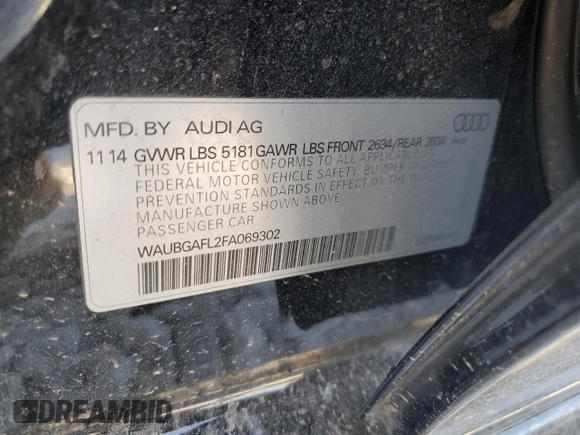 MFD. BY AUDI AG
11 14 GVWR LBS 5181 GAWR LBS FRONT 2634/REAR 2634
THIS VEHICLE CONFORMS TO ALL APPLICABLE
FEDERAL MOTOR VEHICLE SAFETY, BUMPER AND
THEFT PREVENTION STANDARDS IN EFFECT ON THE DATE OF
MANUFACTURE SHOWN ABOVE
PASSENGER CAR
WAUBGAFL2FA069302
DREAMBID